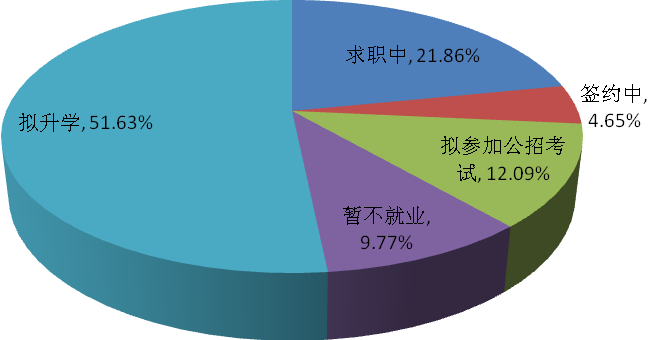 求职中, 21.86%
签约中,
4.65%
拟参加公招考
试, 12.09%
暂不就业,
9.77%
拟升学, 51.63%